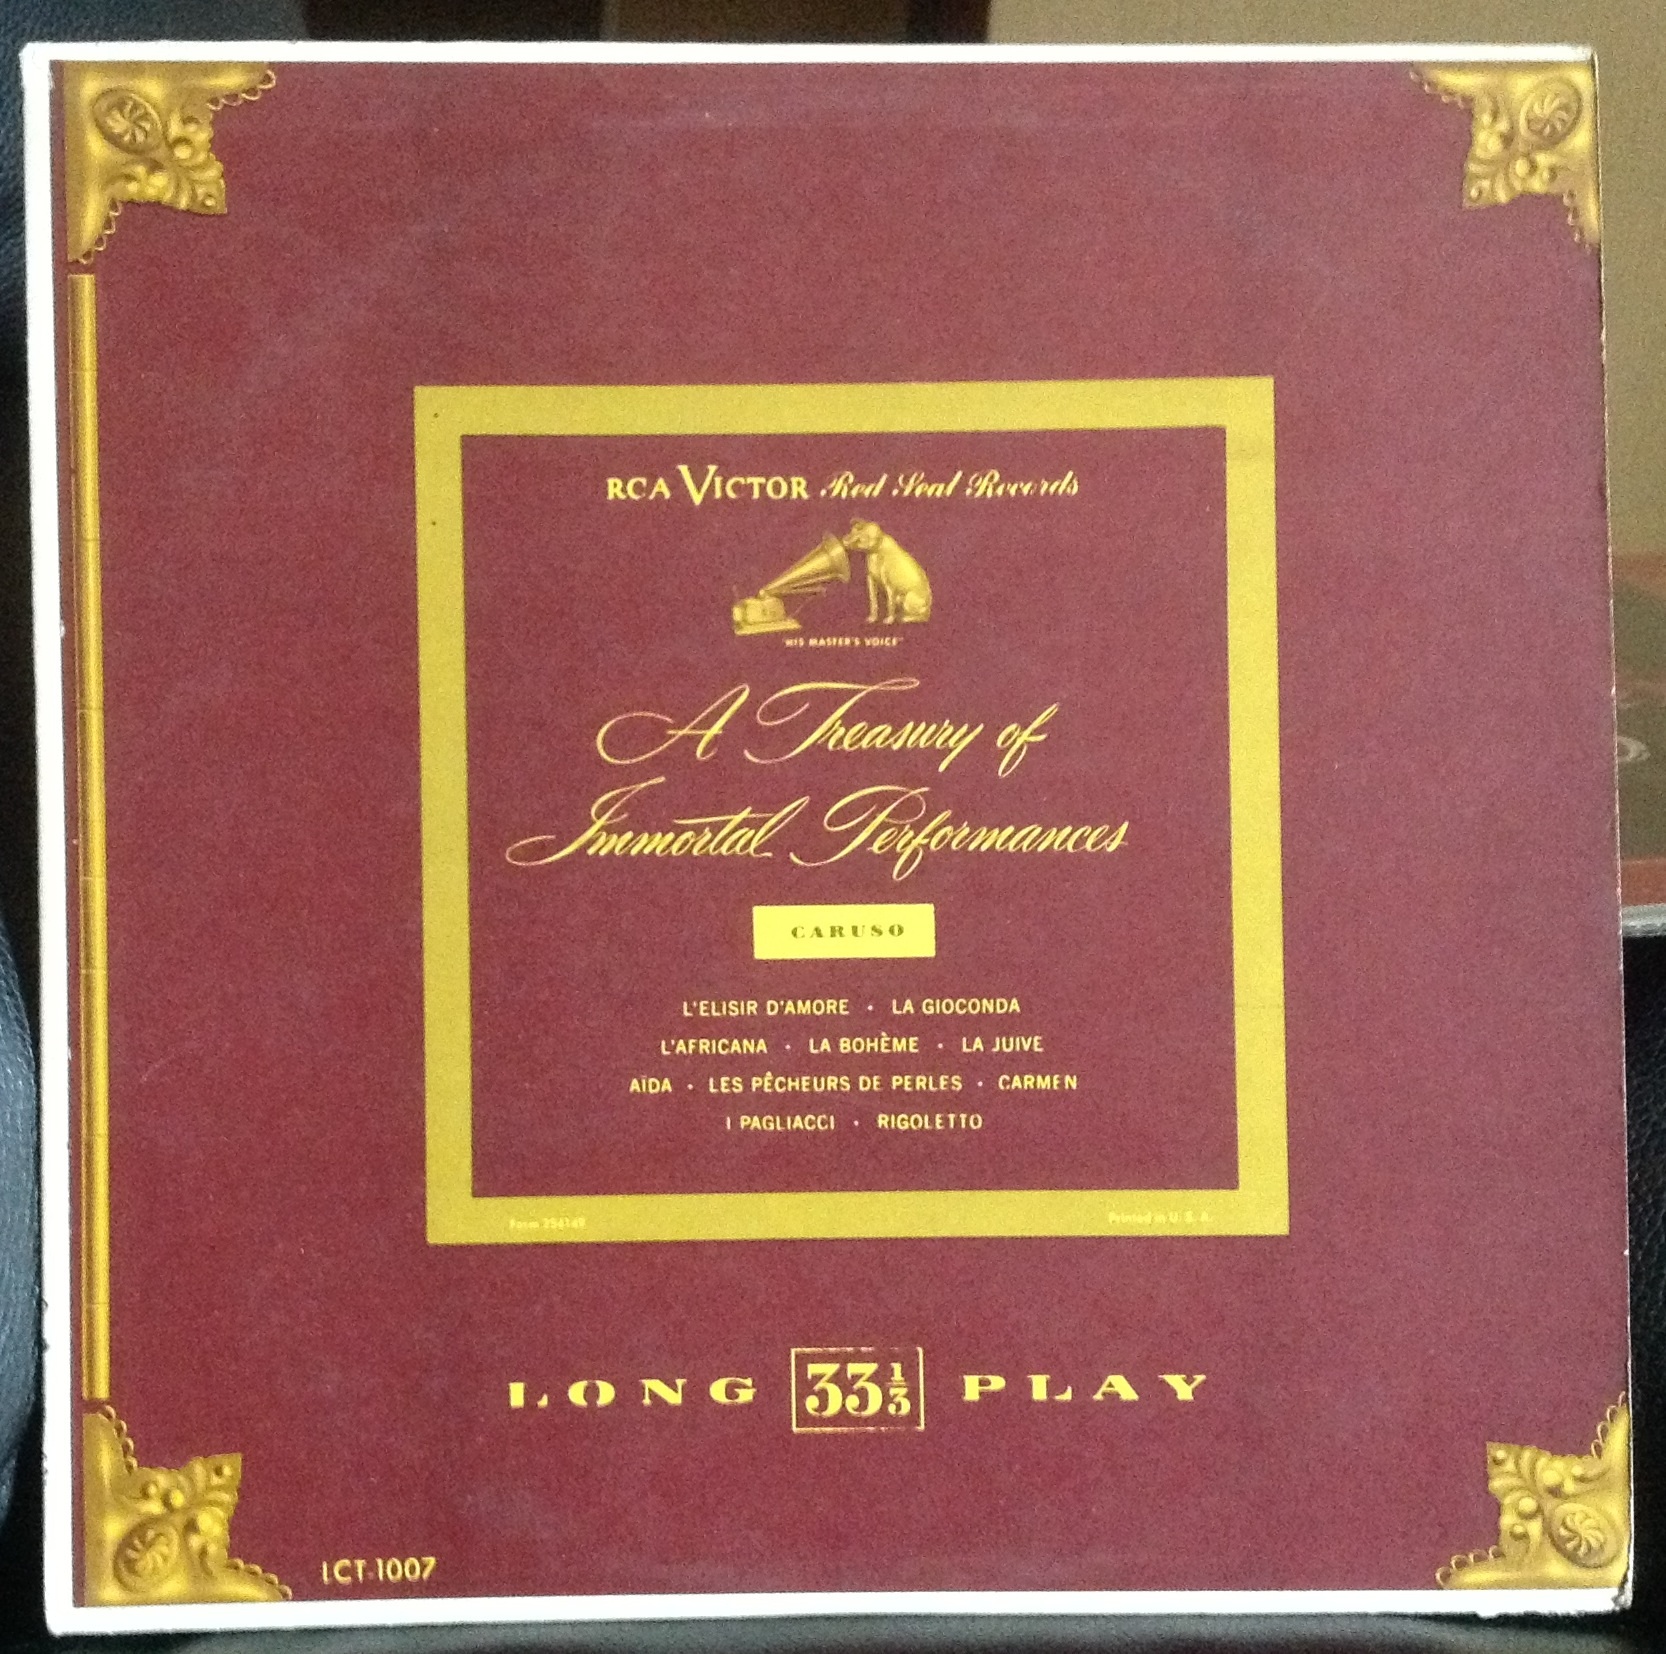 RCA VICTOR Red Seal Records
"HIS MASTER'S VOICE"
A Treasury of
Immortal Performances
CARUSO
L'ELISIR D'AMORE • LA GIOCONDA
L'AFRICANA • LA BOHÈME • LA JUIVE
AÏDA • LES PÊCHEURS DE PERLES • CARMEN
I PAGLIACCI • RIGOLETTO
Printed in U. S. A.
LONG 33⅓ PLAY
LCT-1007